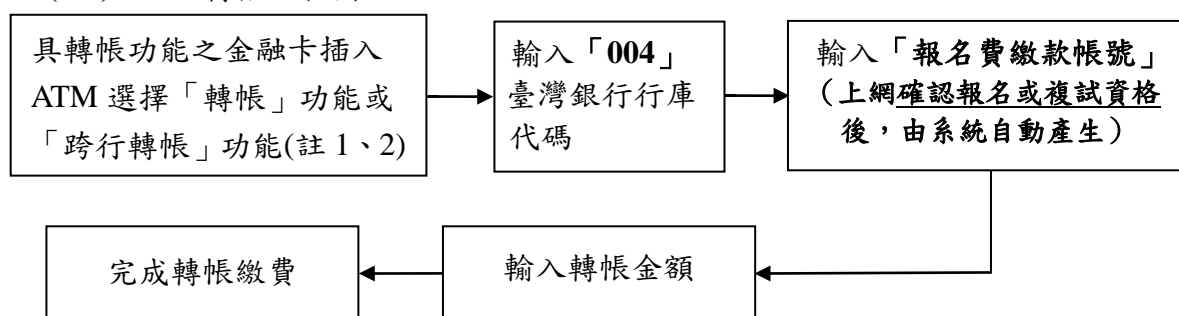 具轉帳功能之金融卡插入
ATM 選擇「轉帳」功能或
「跨行轉帳」功能(註 1、2)
輸入「004」
臺灣銀行行庫
代碼
輸入「報名費繳款帳號」
（上網確認報名或複試資格
後，由系統自動產生）
輸入轉帳金額
完成轉帳繳費